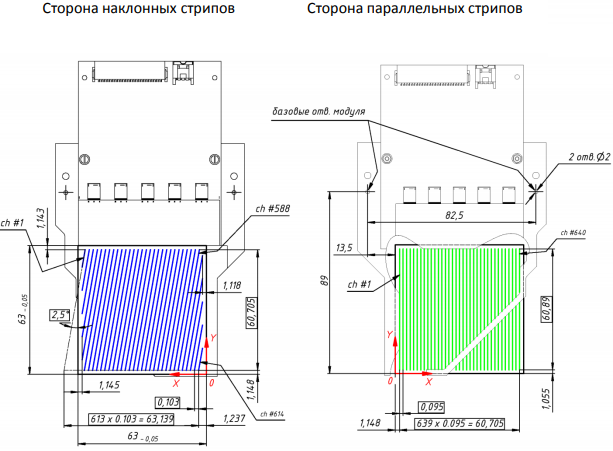 Сторона наклонных стрипов
Сторона параллельных стрипов
базовые отв. модуля
2 отв.Ø2
1,143
ch #1
ch #588
82,5
ch #640
13,5
63 -0,05
2,5°
1,118
60,705
89
ch #1
60,89
Y
X
0
Y
X
0
1,145
0,103
1,148
ch #614
613 x 0.103 = 63,139
1,237
63 -0,05
0,095
1,148
639 x 0.095 = 60,705
1,055